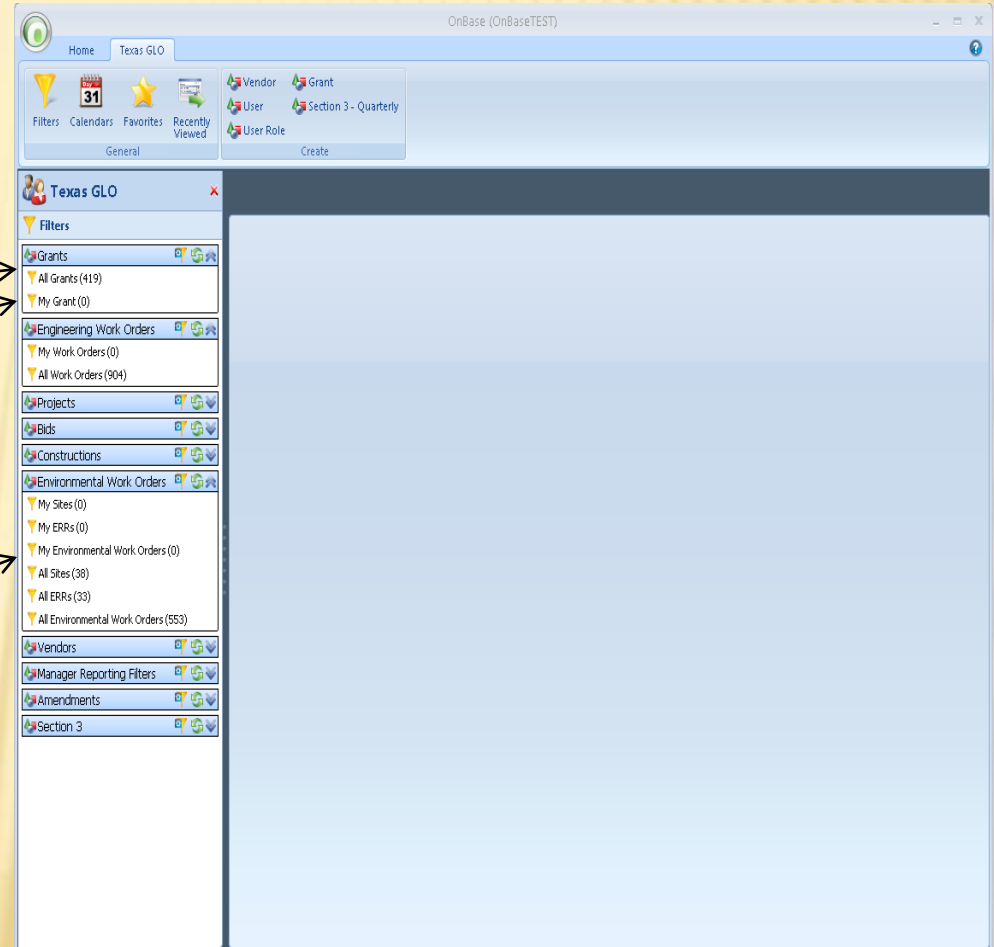 OnBase (OnBaseTEST)
Home Texas GLO
Day
31
Filters Calendars Favorites Recently Viewed
General
Vendor Grant
User Section 3 - Quarterly
User Role
Create
Texas GLO
Filters
Grants
All Grants (419)
My Grant (0)
Engineering Work Orders
My Work Orders (0)
All Work Orders (904)
Projects
Bids
Constructions
Environmental Work Orders
My Sites (0)
My ERRs (0)
My Environmental Work Orders (0)
All Sites (38)
All ERRs (33)
All Environmental Work Orders (553)
Vendors
Manager Reporting Filters
Amendments
Section 3